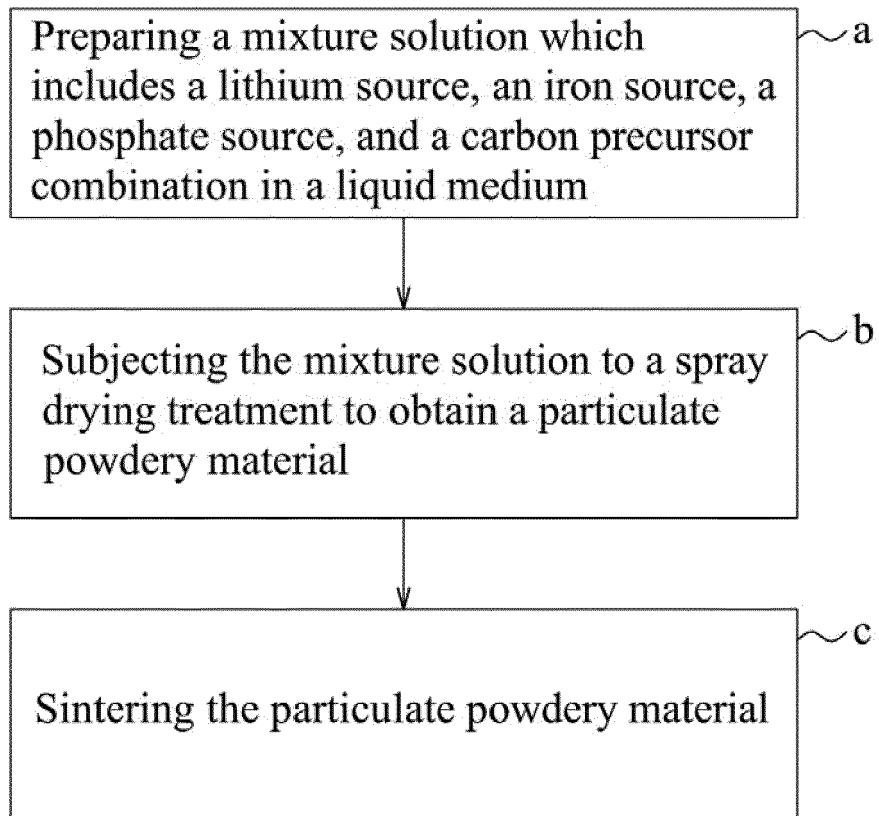 Preparing a mixture solution which
includes a lithium source, an iron source, a
phosphate source, and a carbon precursor
combination in a liquid medium
a
Subjecting the mixture solution to a spray
drying treatment to obtain a particulate
powdery material
b
Sintering the particulate powdery material
c